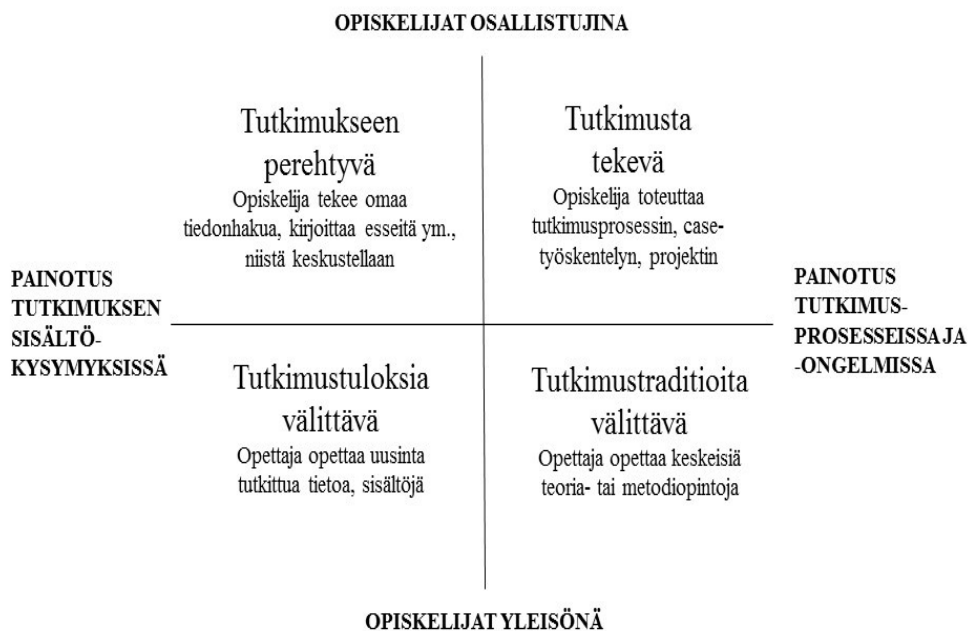 OPISKELIJAT OSALLISTUJINA
Tutkimukseen
perehtyvä
Opiskelija tekee omaa
tiedonhakua, kirjoittaa esseitä ym.,
niistä keskustellaan
Tutkimusta
tekevä
Opiskelija toteuttaa
tutkimusprosessin, case-
työskentelyn, projektin
PAINOTUS
TUTKIMUKSEN
SISÄLTÖ-
KYSYMYKSISSÄ
PAINOTUS
TUTKIMUS-
PROSESSEISSA JA
-ONGELMISSA
Tutkimustuloksia
välittävä
Opettaja opettaa uusinta
tutkittua tietoa, sisältöjä
Tutkimustraditioita
välittävä
Opettaja opettaa keskeisiä
teoria- tai metodiopintoja
OPISKELIJAT YLEISÖNÄ